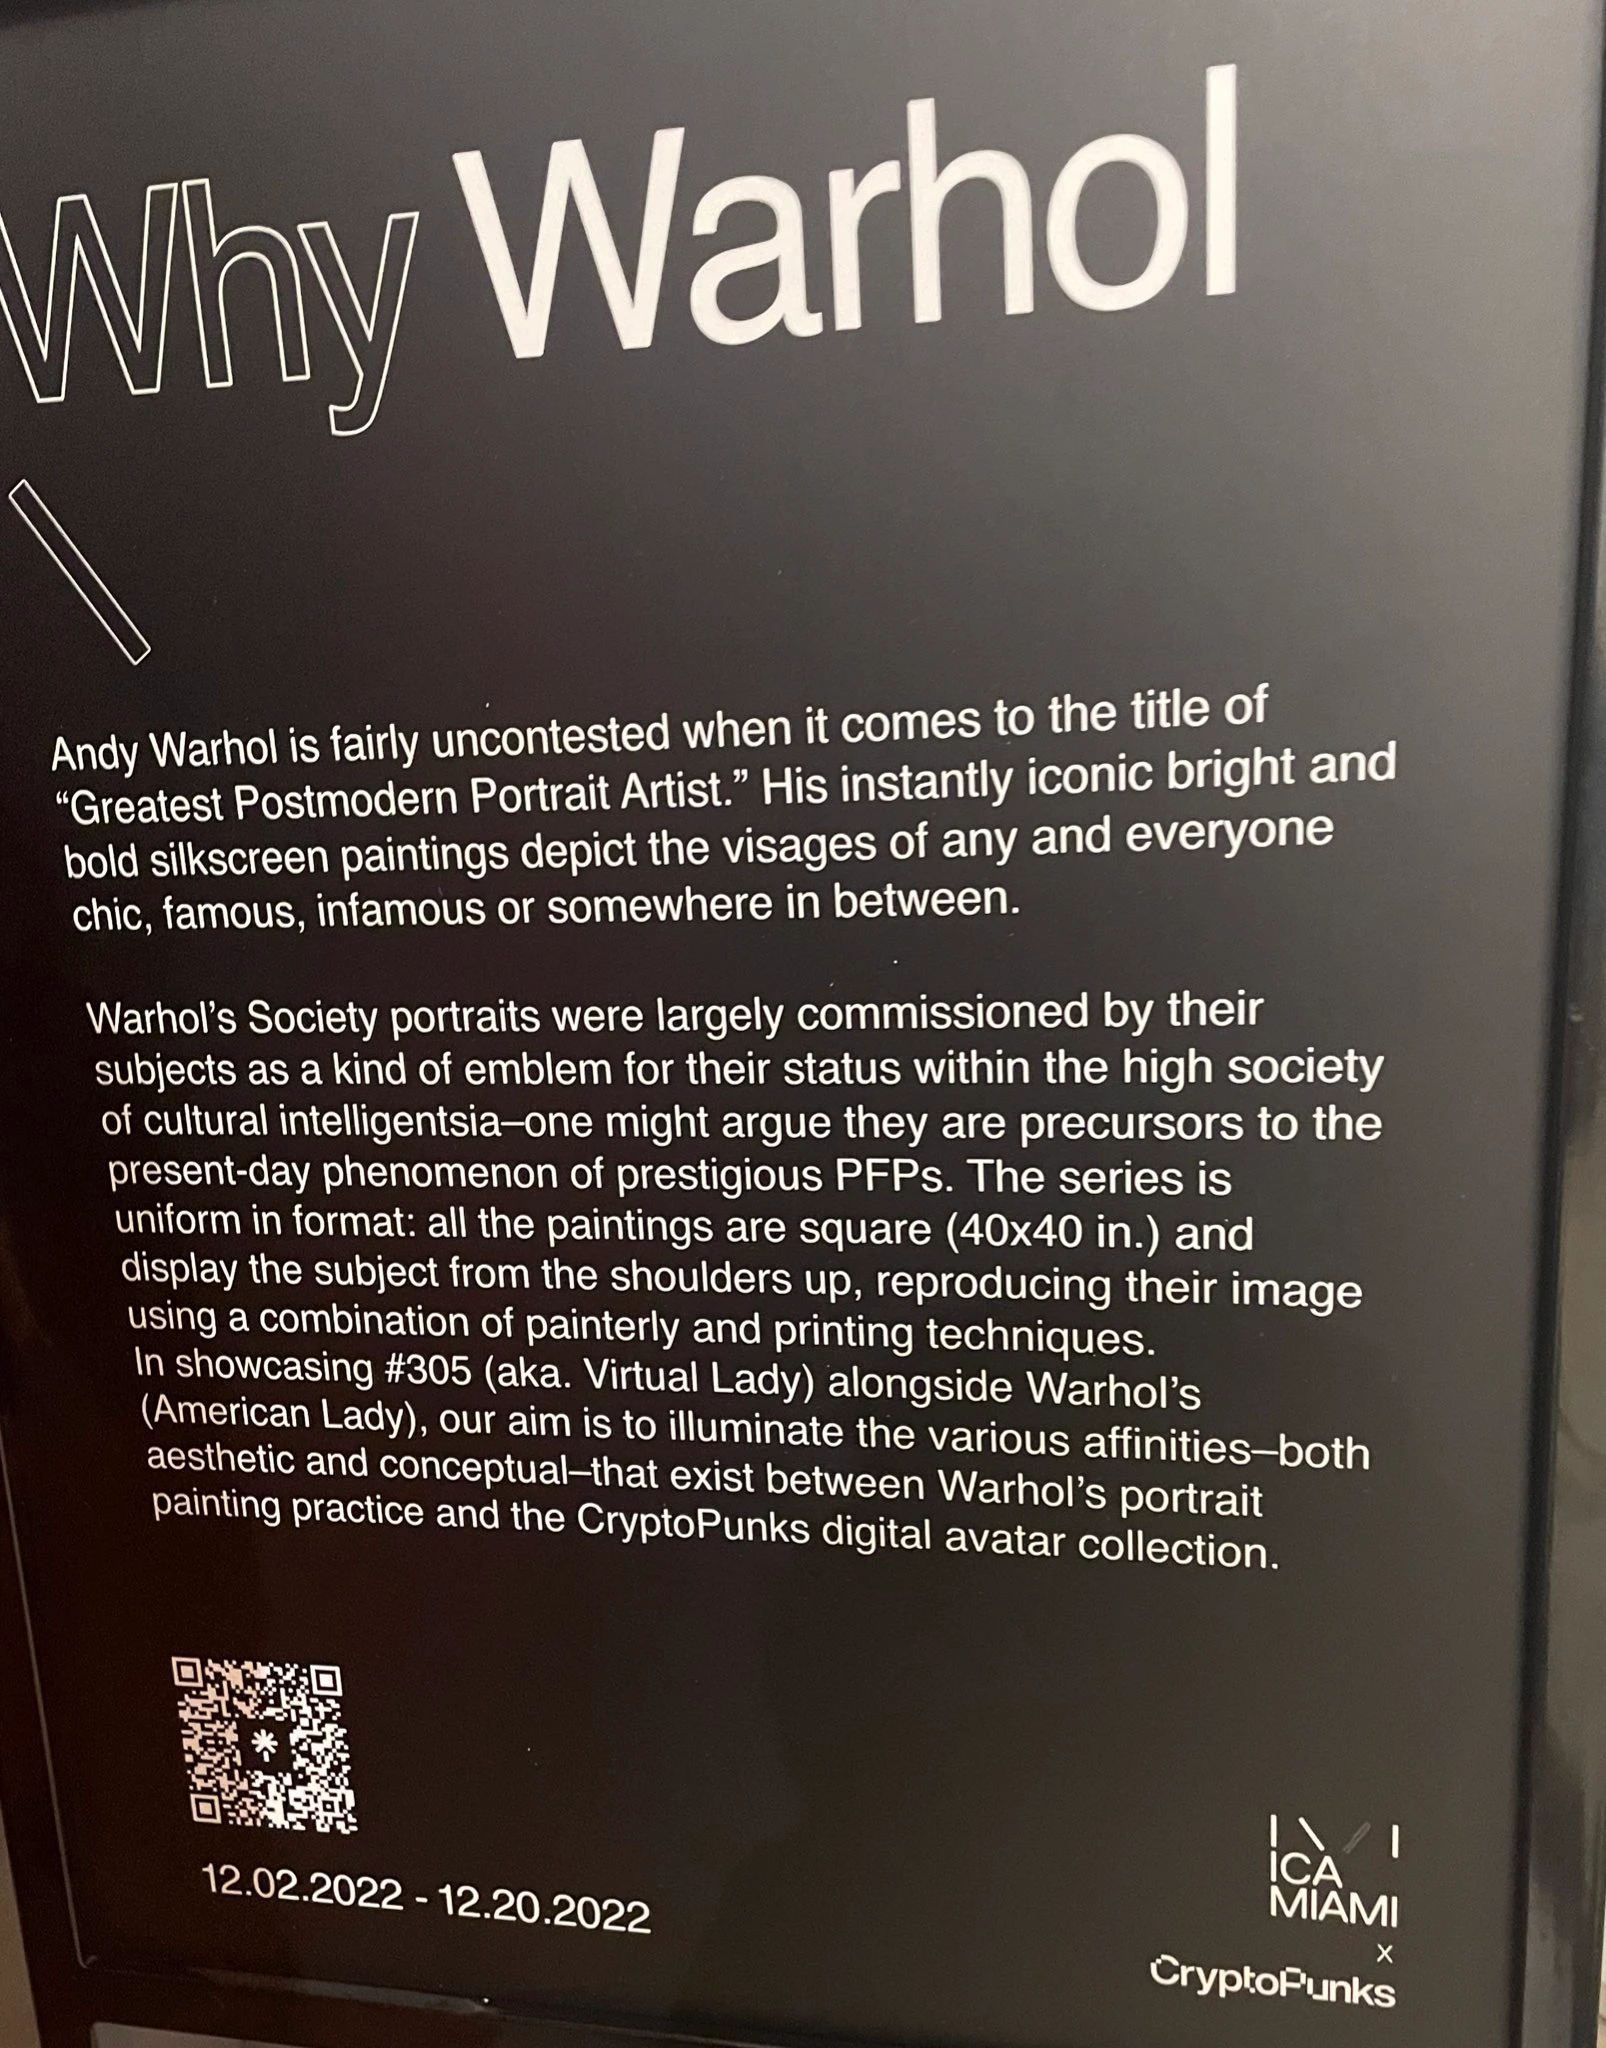 Why Warhol
Andy Warhol is fairly uncontested when it comes to the title of
“Greatest Postmodern Portrait Artist.” His instantly iconic bright and
bold silkscreen paintings depict the visages of any and everyone
chic, famous, infamous or somewhere in between.
Warhol’s Society portraits were largely commissioned by their
subjects as a kind of emblem for their status within the high society
of cultural intelligentsia—one might argue they are precursors to the
present-day phenomenon of prestigious PFPs. The series is
uniform in format: all the paintings are square (40x40 in.) and
display the subject from the shoulders up, reproducing their image
using a combination of painterly and printing techniques.
In showcasing #305 (aka. Virtual Lady) alongside Warhol’s
(American Lady), our aim is to illuminate the various affinities—both
aesthetic and conceptual—that exist between Warhol’s portrait
painting practice and the CryptoPunks digital avatar collection.
12.02.2022 - 12.20.2022
ICA
MIAMI
x
CryptoPunks